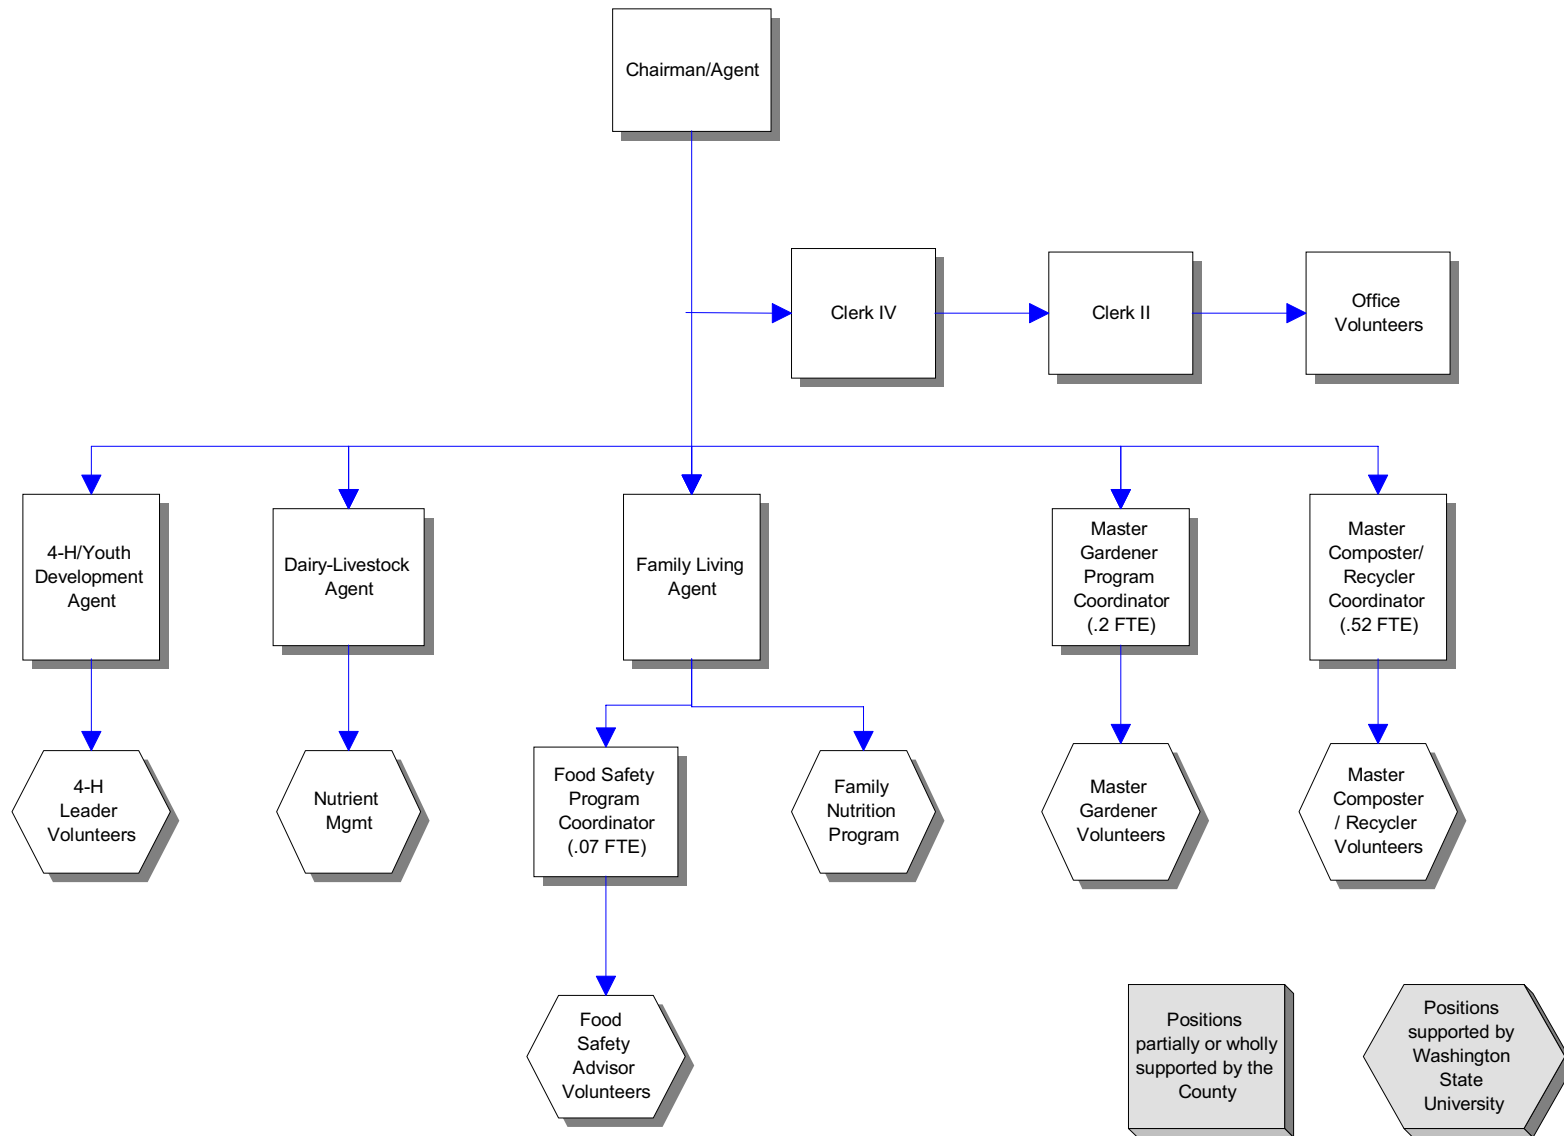 Chairman/Agent
Clerk IV
Clerk II
Office
Volunteers
4-H/Youth
Development
Agent
Dairy-Livestock
Agent
Family Living
Agent
Master
Gardener
Program
Coordinator
(.2 FTE)
Master
Composter/
Recycler
Coordinator
(.52 FTE)
4-H
Leader
Volunteers
Nutrient
Mgmt
Food Safety
Program
Coordinator
(.07 FTE)
Family
Nutrition
Program
Master
Gardener
Volunteers
Master
Composter
/ Recycler
Volunteers
Food
Safety
Advisor
Volunteers
Positions
partially or wholly
supported by the
County
Positions
supported by
Washington
State
University